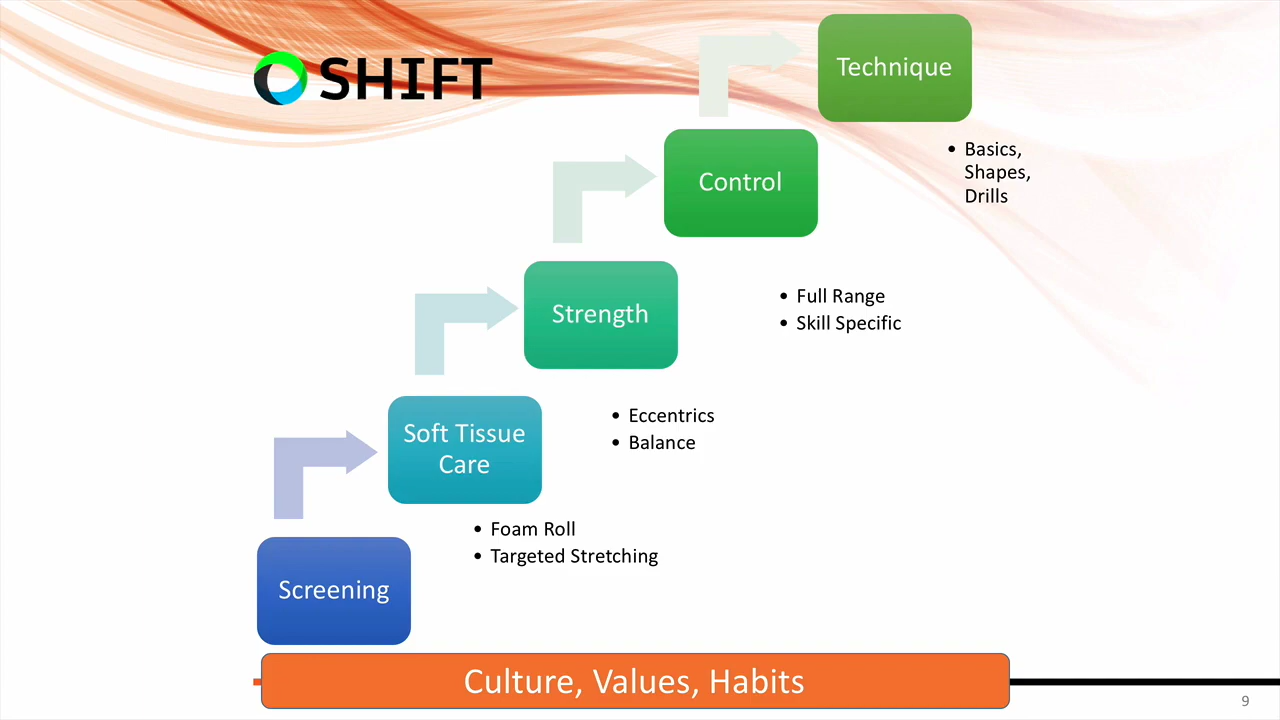 SHIFT
Technique
Basics,
Shapes,
Drills
Control
• Full Range
• Skill Specific
Strength
• Eccentrics
• Balance
Soft Tissue
Care
• Foam Roll
• Targeted Stretching
Screening
Culture, Values, Habits
9